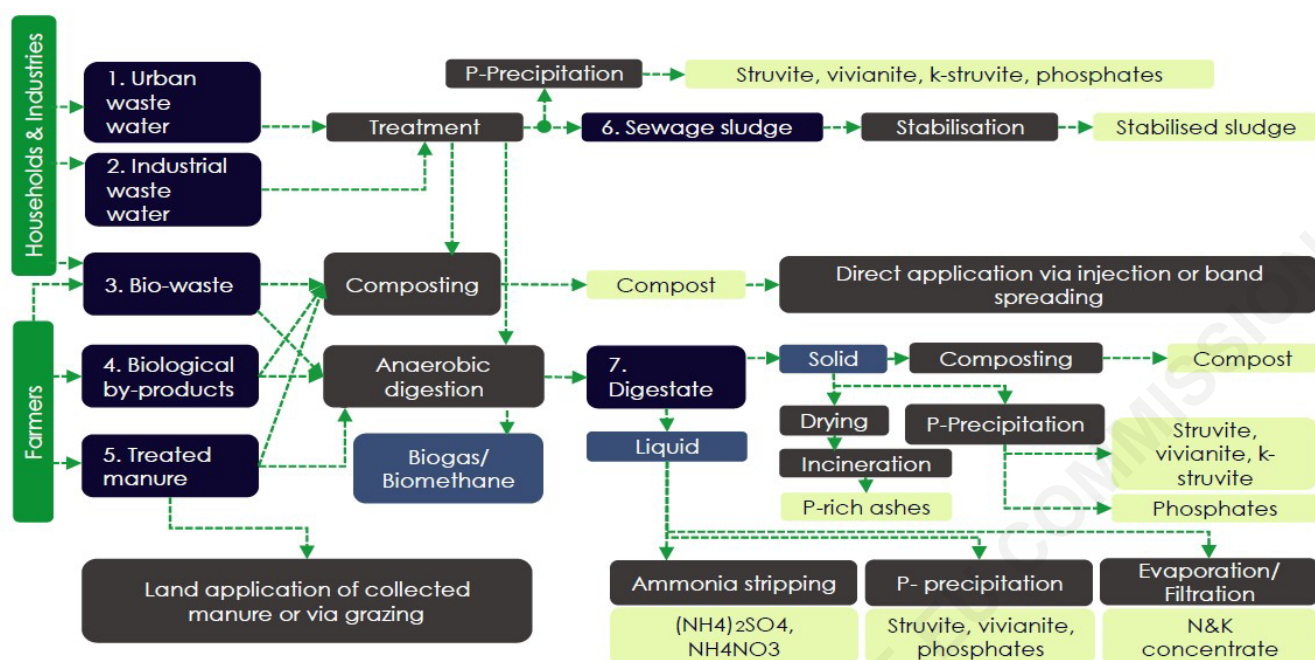 Households & Industries
Farmers
1. Urban
waste
water
2. Industrial
waste
water
3. Bio-waste
4. Biological
by-products
5. Treated
manure
Treatment
P-Precipitation
Struvite, vivianite, k-struvite, phosphates
6. Sewage sludge
Stabilisation
Stabilised sludge
Composting
Compost
Direct application via injection or band
spreading
Anaerobic
digestion
Biogas/
Biomethane
7.
Digestate
Solid
Composting
Compost
Drying
Incineration
P-rich ashes
P-Precipitation
Struvite,
vivianite, k-
struvite
Phosphates
Liquid
Land application of collected
manure or via grazing
Ammonia stripping
(NH4)2SO4,
NH4NO3
P- precipitation
Struvite, vivianite,
phosphates
Evaporation/
Filtration
N&K
concentrate
COMMISSION